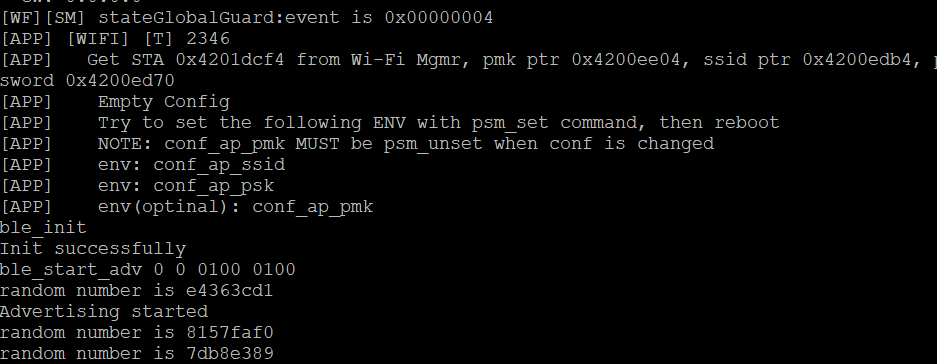 [WF][SM] stateGlobalGuard:event is 0x00000004
[APP] [WIFI] [T] 2346
[APP]   Get STA 0x4201dcf4 from Wi-Fi Mgmr, pmk ptr 0x4200ee04, ssid ptr 0x4200edb4, p
sword 0x4200ed70
[APP]    Empty Config
[APP]    Try to set the following ENV with psm_set command, then reboot
[APP]    NOTE: conf_ap_pmk MUST be psm_unset when conf is changed
[APP]    env: conf_ap_ssid
[APP]    env: conf_ap_psk
[APP]    env(optinal): conf_ap_pmk
ble_init
Init successfully
ble_start_adv 0 0 0100 0100
random number is e4363cd1
Advertising started
random number is 8157faf0
random number is 7db8e389